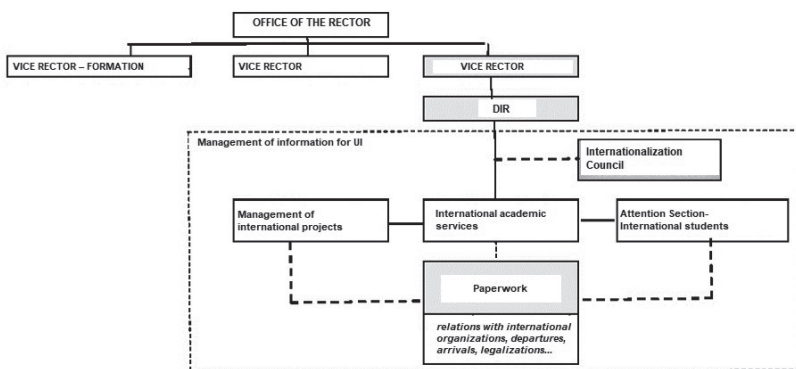 OFFICE OF THE RECTOR
VICE RECTOR – FORMATION
VICE RECTOR
VICE RECTOR
DIR
Management of information for UI
Internationalization
Council
Management of
international projects
International academic
services
Attention Section-
International students
Paperwork
relations with international
organizations, departures,
arrivals, legalizations...